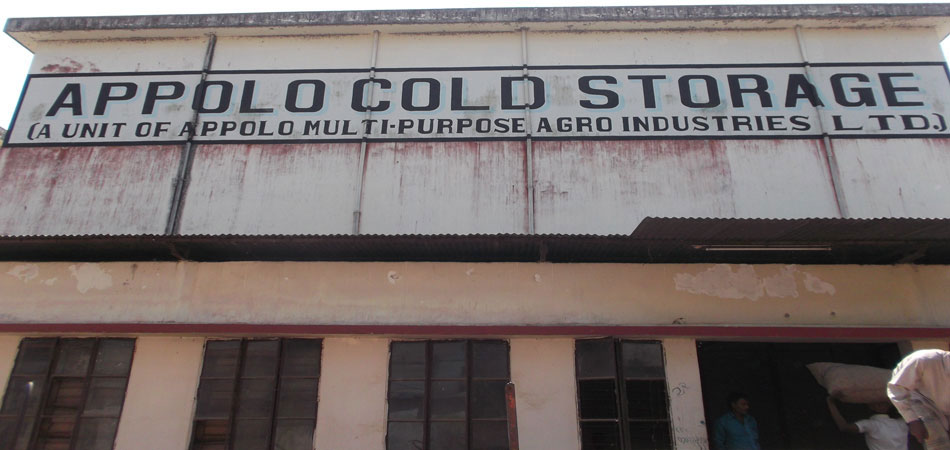 APPOLO COLD STORAGE
(A UNIT OF APPOLO MULTI-PURPOSE AGRO INDUSTRIES LTD.)